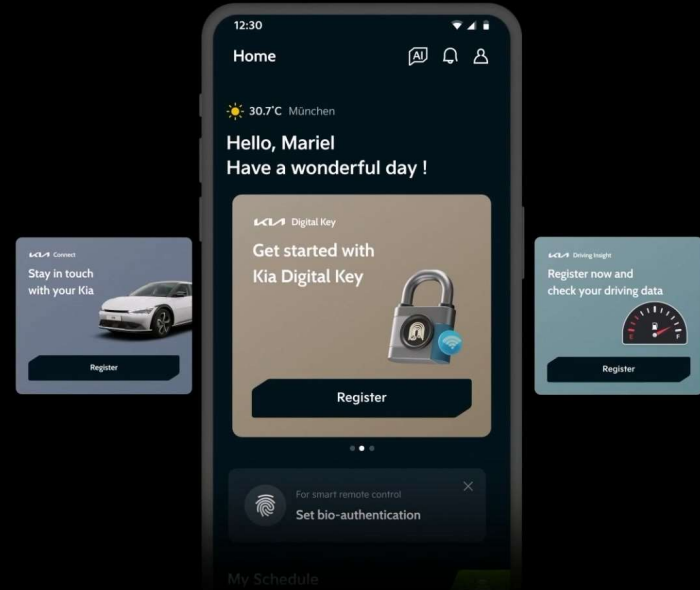 12:30
Home
AI
30.7°C München
Hello, Mariel
Have a wonderful day !
KIA Digital Key
Get started with
Kia Digital Key
Register
For smart remote control
Set bio-authentication
My Schedule
KIA Connect
Stay in touch
with your Kia
Register
KIA Driving Insight
Register now and
check your driving data
E F
Register